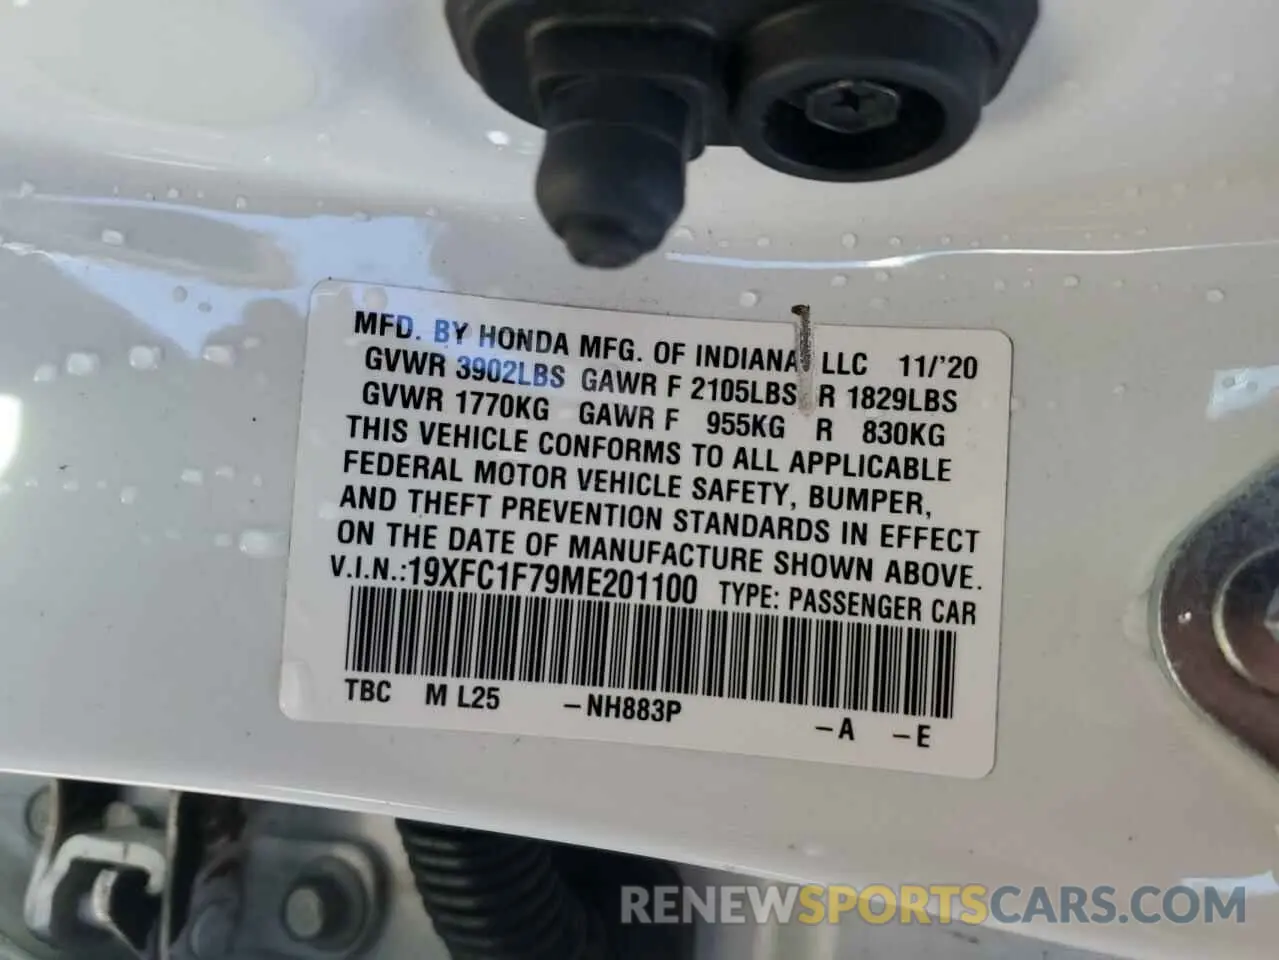 MFD. BY HONDA MFG. OF INDIANA, LLC 11/'20
GVWR 3902LBS GAWR F 2105LBS R 1829LBS
GVWR 1770KG GAWR F 955KG R 830KG
THIS VEHICLE CONFORMS TO ALL APPLICABLE
FEDERAL MOTOR VEHICLE SAFETY, BUMPER,
AND THEFT PREVENTION STANDARDS IN EFFECT
ON THE DATE OF MANUFACTURE SHOWN ABOVE.
V.I.N.:19XFC1F79ME201100 TYPE: PASSENGER CAR
TBC M L25 -NH883P -A -E
RENEWSPORTSCARS.COM